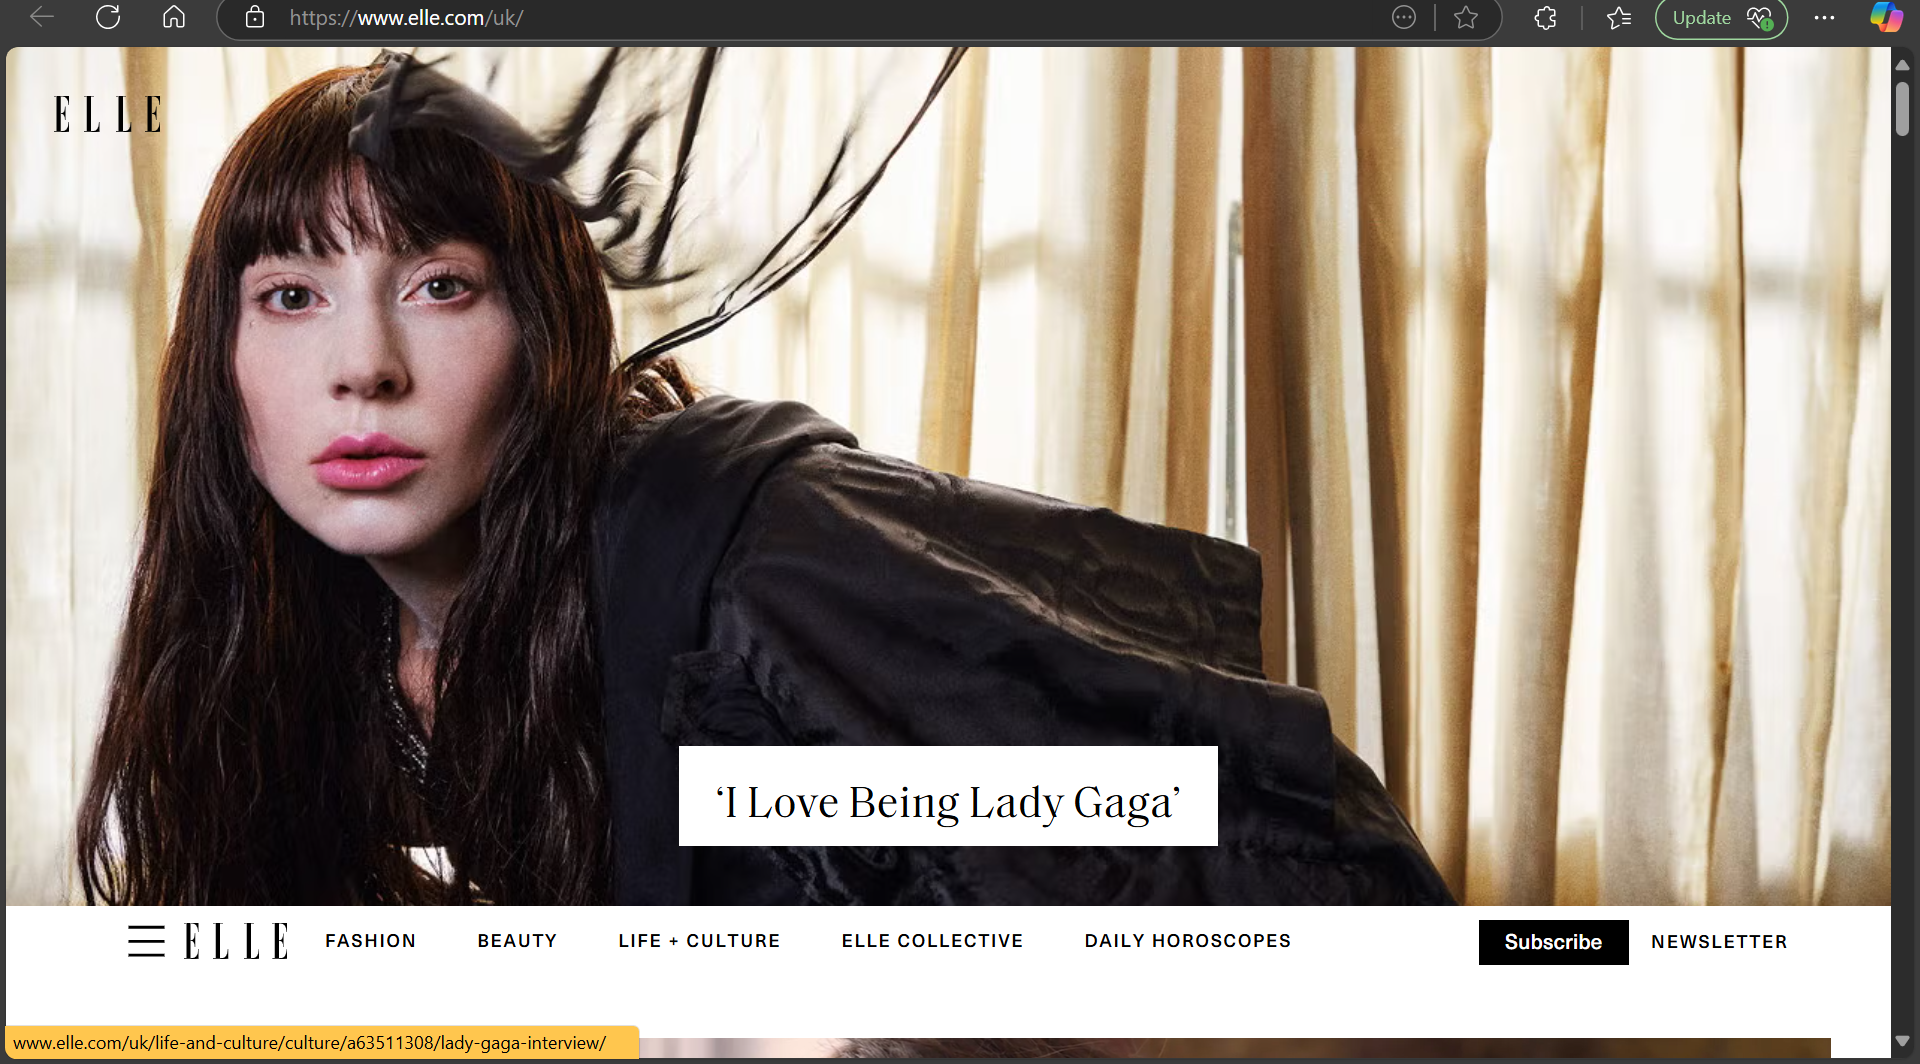 https://www.elle.com/uk/
Update
ELLE
‘I Love Being Lady Gaga’
ELLE FASHION BEAUTY LIFE + CULTURE ELLE COLLECTIVE DAILY HOROSCOPES Subscribe NEWSLETTER
www.elle.com/uk/life-and-culture/culture/a63511308/lady-gaga-interview/